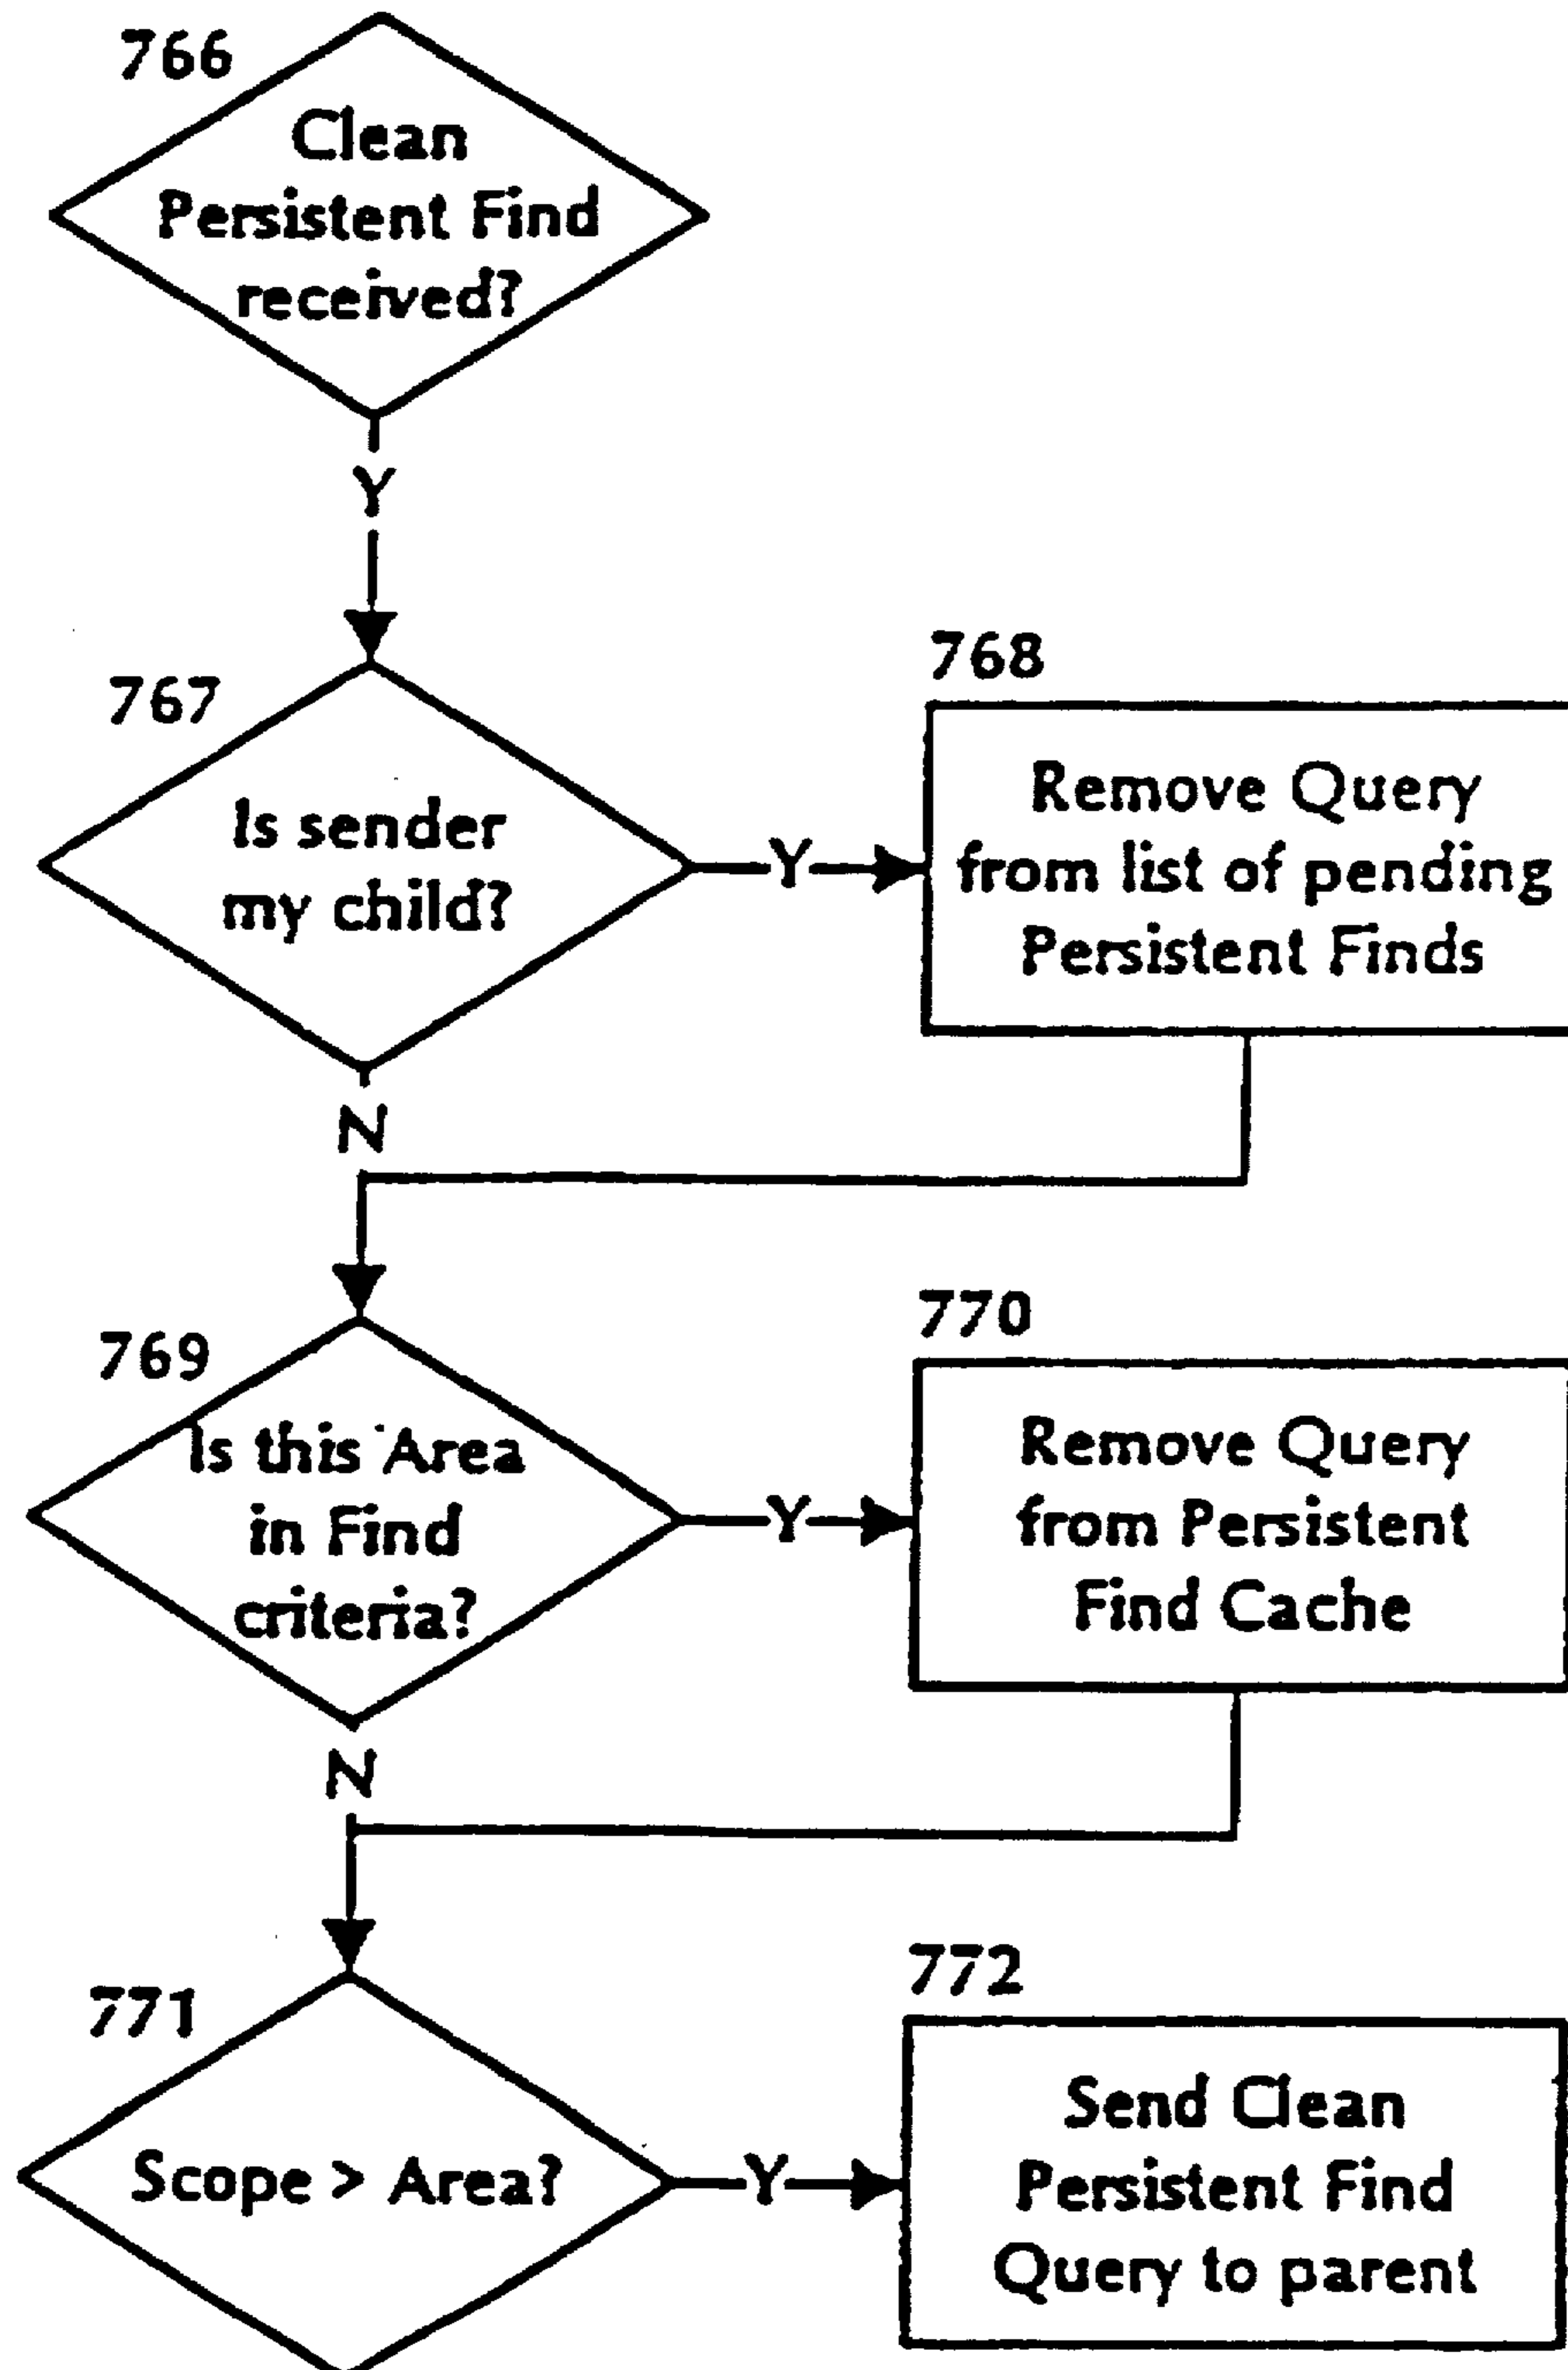 766
Clean
Persistent Find
received?
Y
767
Is sender
my child?
Y
768
Remove Query
from list of pending
Persistent Finds
N
769
Is this Area
in Find
criteria?
Y
770
Remove Query
from Persistent
Find Cache
N
771
Scope > Area?
Y
772
Send Clean
Persistent Find
Query to parent